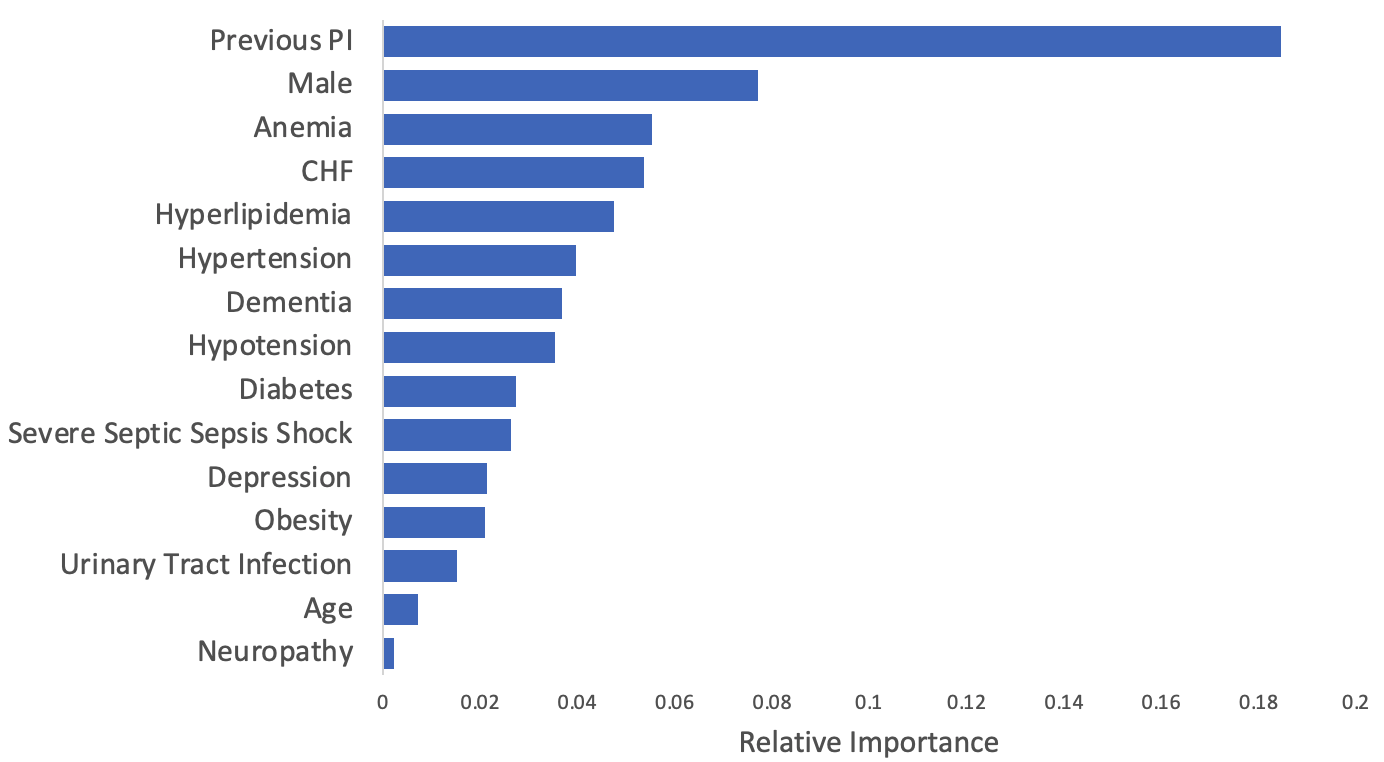 Previous PI
Male
Anemia
CHF
Hyperlipidemia
Hypertension
Dementia
Hypotension
Diabetes
Severe Septic Sepsis Shock
Depression
Obesity
Urinary Tract Infection
Age
Neuropathy
0 0.02 0.04 0.06 0.08 0.1 0.12 0.14 0.16 0.18 0.2
Relative Importance